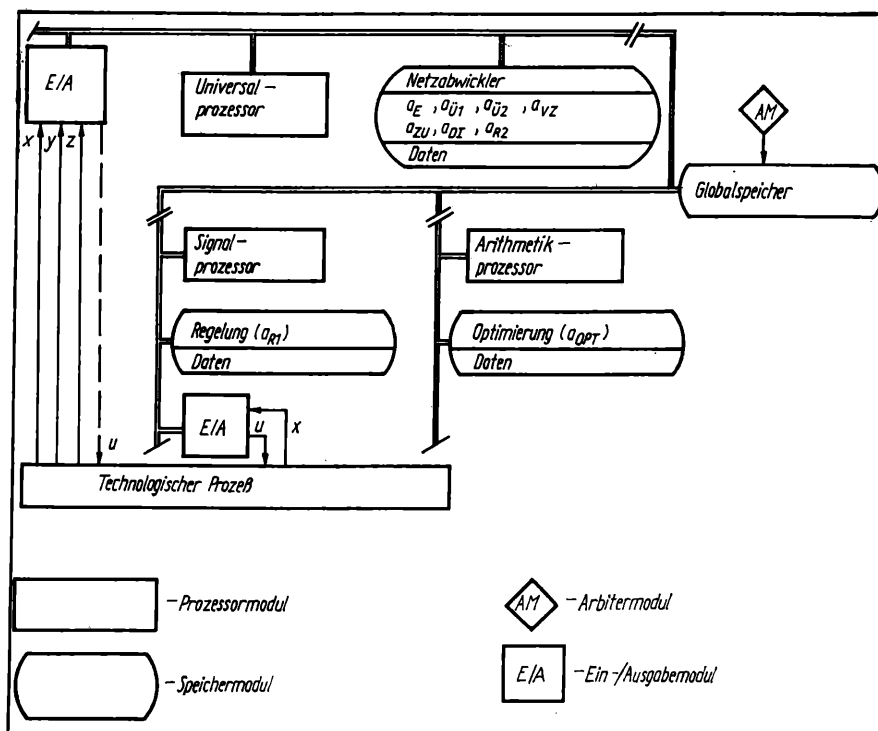 E/A
Universal-
prozessor
Netzabwickler
a_E, a_Ü1, a_Ü2, a_VZ
a_ZU, a_DI, a_R2
Daten
AM
Globalspeicher
x y z
u
Signal-
prozessor
Regelung (a_R1)
Daten
Arithmetik-
prozessor
Optimierung (a_OPT)
Daten
E/A
u
x
Technologischer Prozeß
-Prozessormodul
AM
-Arbitermodul
-Speichermodul
E/A
-Ein-/Ausgabemodul